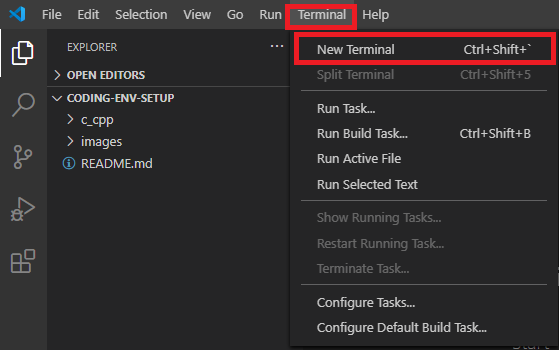 File Edit Selection View Go Run Terminal Help
EXPLORER ...
OPEN EDITORS
CODING-ENV-SETUP
c_cpp
images
README.md
New Terminal Ctrl+Shift+`
Split Terminal Ctrl+Shift+5
Run Task...
Run Build Task... Ctrl+Shift+B
Run Active File
Run Selected Text
Show Running Tasks...
Restart Running Task...
Terminate Task...
Configure Tasks...
Configure Default Build Task...
Start